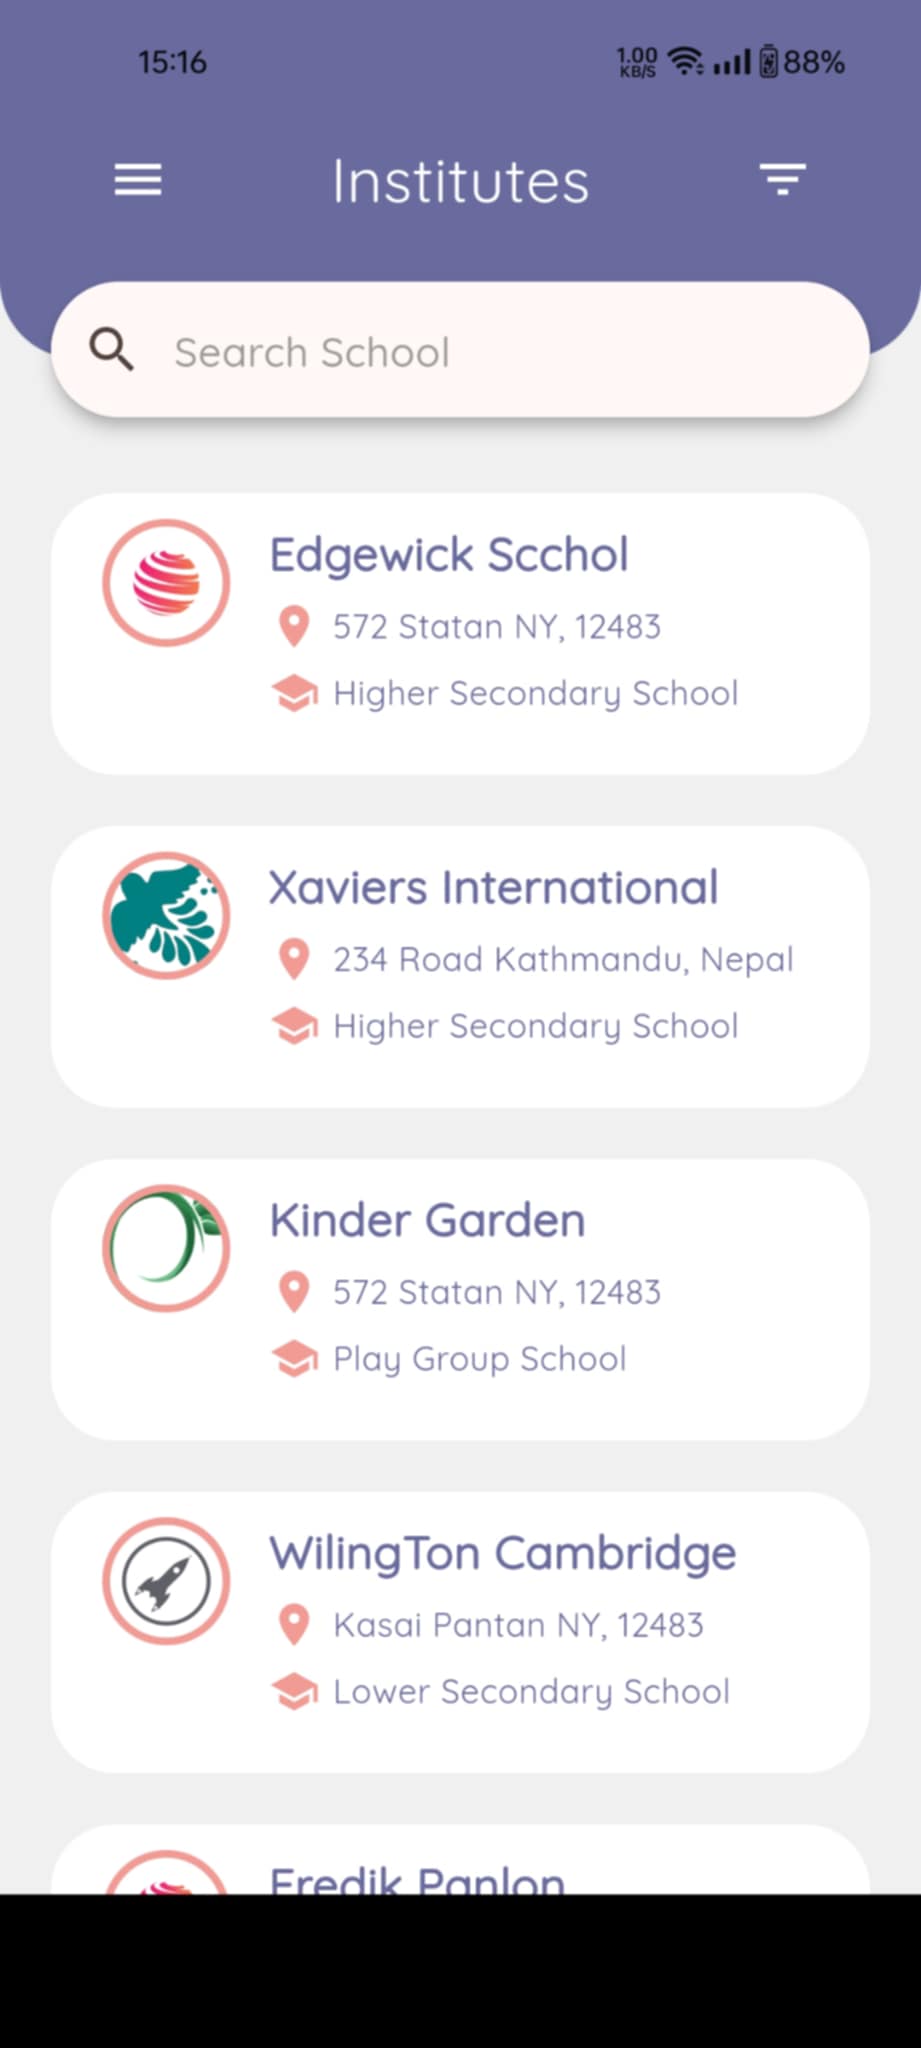 15:16
1.00
KB/S
88%
Institutes
Search School
Edgewick Scchol
572 Statan NY, 12483
Higher Secondary School
Xaviers International
234 Road Kathmandu, Nepal
Higher Secondary School
Kinder Garden
572 Statan NY, 12483
Play Group School
WilingTon Cambridge
Kasai Pantan NY, 12483
Lower Secondary School
Fredik Panlon